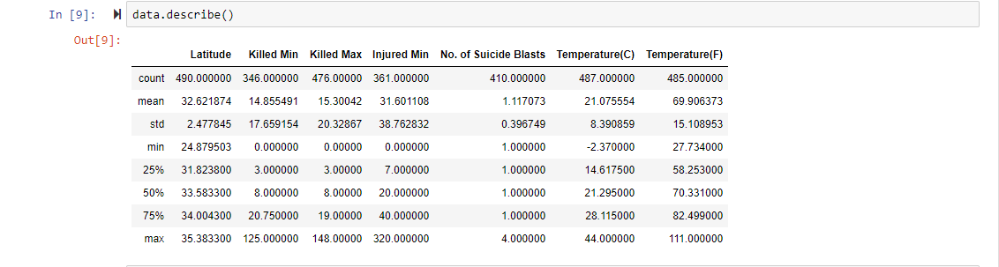 In [9]: data.describe()
Out[9]:
Latitude Killed Min Killed Max Injured Min No. of Suicide Blasts Temperature(C) Temperature(F)
count 490.000000 346.000000 476.00000 361.000000 410.000000 487.000000 485.000000
mean 32.621874 14.855491 15.30042 31.601108 1.117073 21.075554 69.906373
std 2.477845 17.659154 20.32867 38.762832 0.396749 8.390859 15.108953
min 24.879503 0.000000 0.00000 0.000000 1.000000 -2.370000 27.734000
25% 31.823800 3.000000 3.00000 7.000000 1.000000 14.617500 58.253000
50% 33.583300 8.000000 8.00000 20.000000 1.000000 21.295000 70.331000
75% 34.004300 20.750000 19.00000 40.000000 1.000000 28.115000 82.499000
max 35.383300 125.000000 148.00000 320.000000 4.000000 44.000000 111.000000